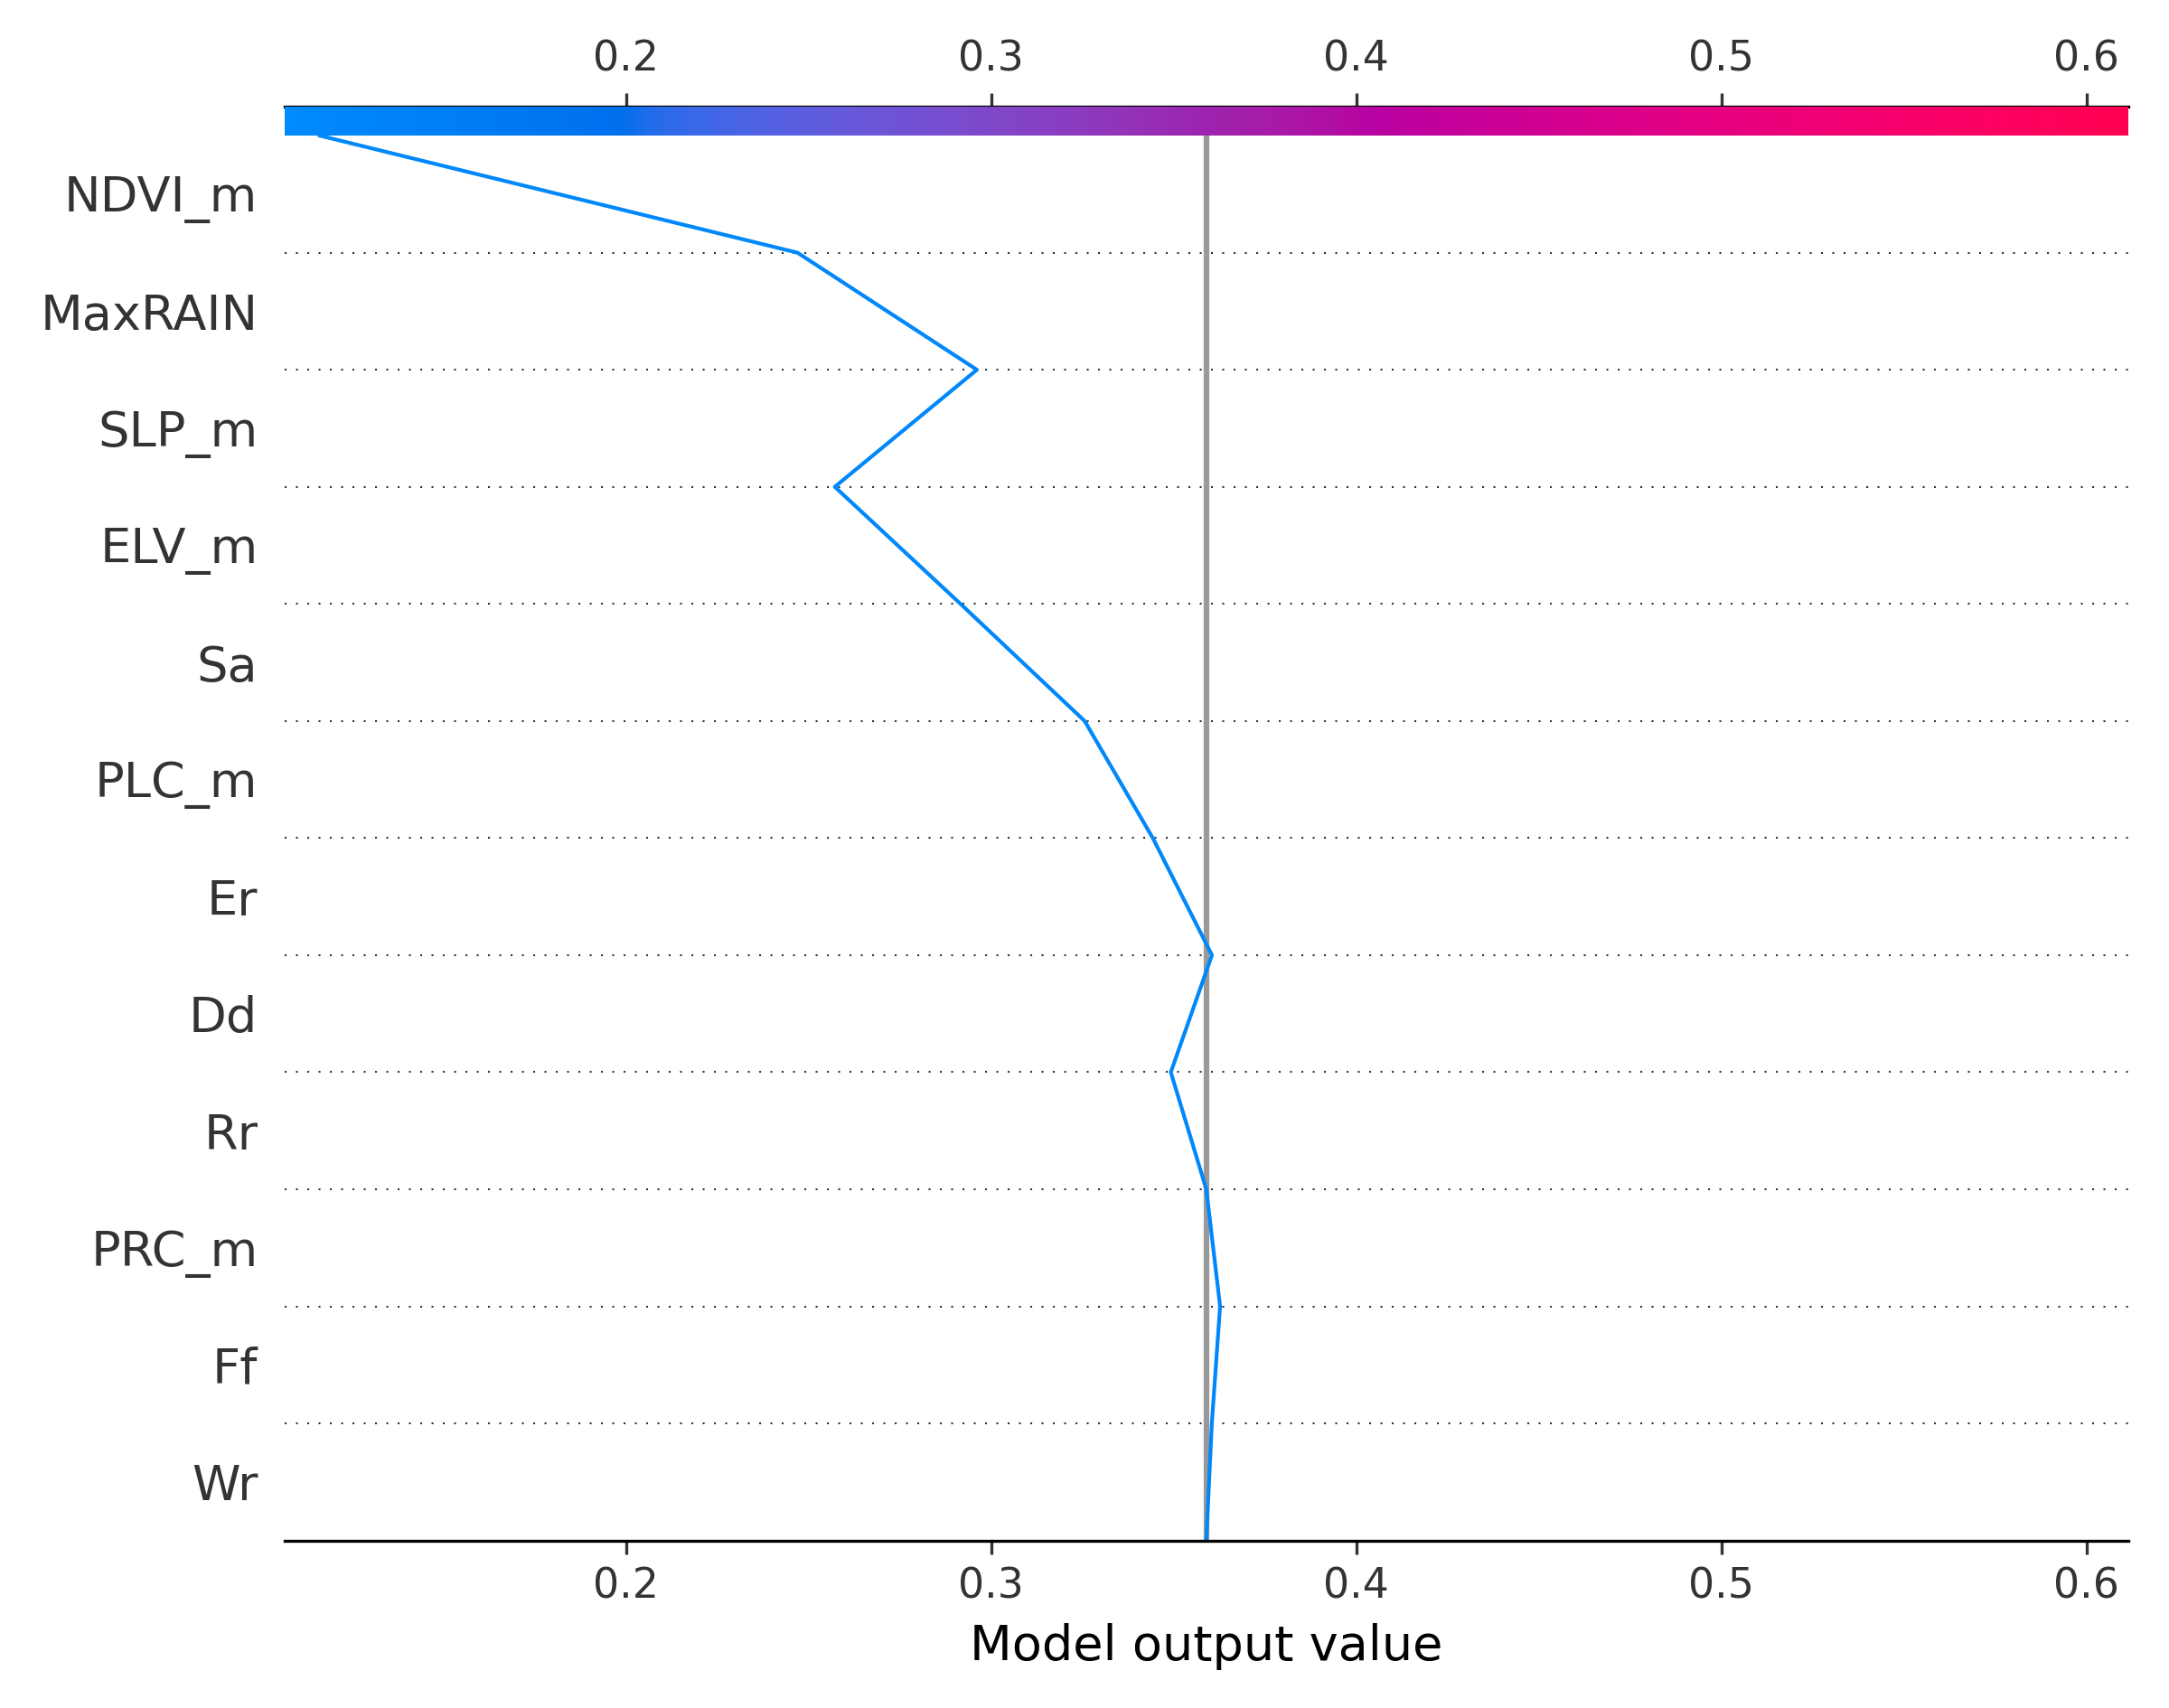 0.2 0.3 0.4 0.5 0.6
NDVI_m
MaxRAIN
SLP_m
ELV_m
Sa
PLC_m
Er
Dd
Rr
PRC_m
Ff
Wr
0.2 0.3 0.4 0.5 0.6
Model output value